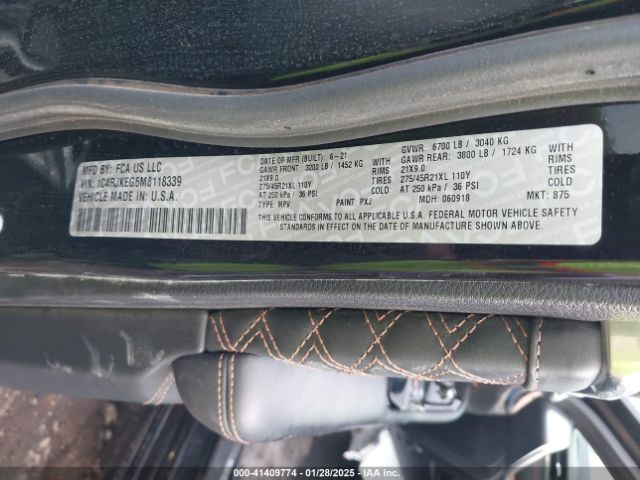 MFD BY: FCA US LLC
VIN: 1C4RJKEG6M8118339
VEHICLE MADE IN: U.S.A.
DATE OF MFR (BUILT): 6-21
GAWR FRONT: 3200 LB / 1452 KG
21X9.0 RIMS
275/45R21XL 110Y TIRES
AT 250 kPa / 36 PSI COLD
TYPE: MPV PAINT: PXJ
GVWR: 6700 LB / 3040 KG
GAWR REAR: 3800 LB / 1724 KG WITH
21X9.0 RIMS
275/45R21XL 110Y TIRES
AT 250 kPa / 36 PSI COLD
MDH: 060918 MKT: 875
THIS VEHICLE CONFORMS TO ALL APPLICABLE U.S.A. FEDERAL MOTOR VEHICLE SAFETY
STANDARDS IN EFFECT ON THE DATE OF MANUFACTURE SHOWN ABOVE.
000-41409774 | 01/28/2025 | IAAI.COM